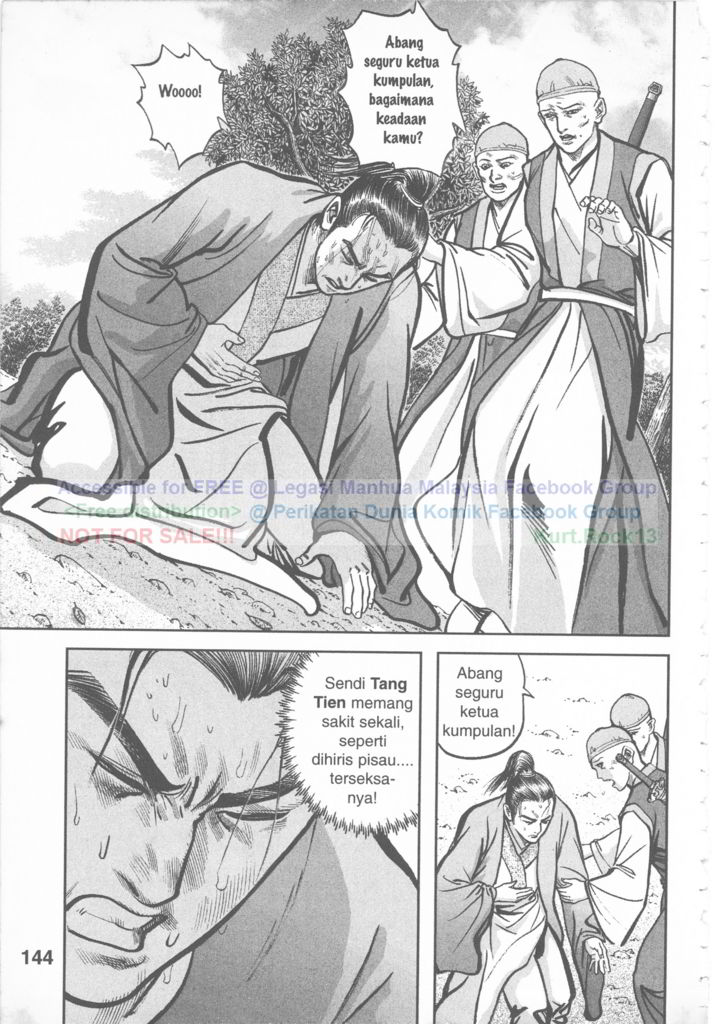 Woooo!
Abang
seguru ketua
kumpulan,
bagaimana
keadaan
kamu?
Accessible for FREE @ Legasi Manhua Malaysia Facebook Group
<Free distribution> @ Perikatan Dunia Komik Facebook Group
NOT FOR SALE!!! Kurt.Rock13
Sendi Tang
Tien memang
sakit sekali,
seperti
dihiris pisau....
terseksa-
nya!
Abang
seguru
ketua
kumpulan!
144